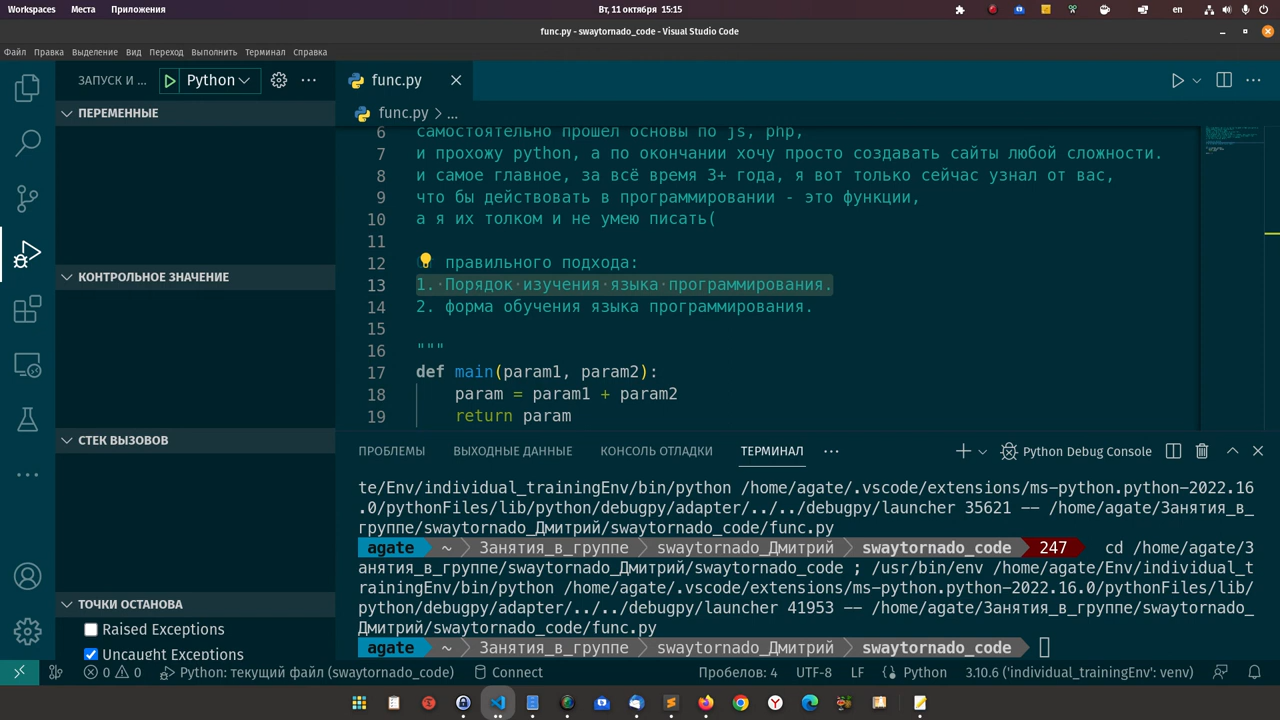 Workspaces Места Приложения Вт, 11 октября 15:15 en
func.py - swaytornado_code - Visual Studio Code
Файл Правка Выделение Вид Переход Выполнить Терминал Справка
ЗАПУСК И ... Python func.py
func.py > ...
ПЕРЕМЕННЫЕ
6 самостоятельно прошел основы по js, php,
7 и прохожу python, а по окончании хочу просто создавать сайты любой сложности.
8 и самое главное, за всё время 3+ года, я вот только сейчас узнал от вас,
9 что бы действовать в программировании - это функции,
10 а я их толком и не умею писать(
11
12 правильного подхода:
КОНТРОЛЬНОЕ ЗНАЧЕНИЕ
13 1. Порядок изучения языка программирования.
14 2. форма обучения языка программирования.
15
16 """
17 def main(param1, param2):
18 param = param1 + param2
19 return param
СТЕК ВЫЗОВОВ
ПРОБЛЕМЫ ВЫХОДНЫЕ ДАННЫЕ КОНСОЛЬ ОТЛАДКИ ТЕРМИНАЛ Python Debug Console
te/Env/individual_trainingEnv/bin/python /home/agate/.vscode/extensions/ms-python.python-2022.16
.0/pythonFiles/lib/python/debugpy/adapter/../../debugpy/launcher 35621 -- /home/agate/Занятия_в_
группе/swaytornado_Дмитрий/swaytornado_code/func.py
agate ~ Занятия_в_группе swaytornado_Дмитрий swaytornado_code 247 cd /home/agate/З
анятия_в_группе/swaytornado_Дмитрий/swaytornado_code ; /usr/bin/env /home/agate/Env/individual_t
rainingEnv/bin/python /home/agate/.vscode/extensions/ms-python.python-2022.16.0/pythonFiles/lib/
python/debugpy/adapter/../../debugpy/launcher 41953 -- /home/agate/Занятия_в_группе/swaytornado_
Дмитрий/swaytornado_code/func.py
agate ~ Занятия_в_группе swaytornado_Дмитрий swaytornado_code
ТОЧКИ ОСТАНОВА
Raised Exceptions
Uncaught Exceptions
0 0 Python: текущий файл (swaytornado_code) Connect Пробелов: 4 UTF-8 LF Python 3.10.6 ('individual_trainingEnv': venv)